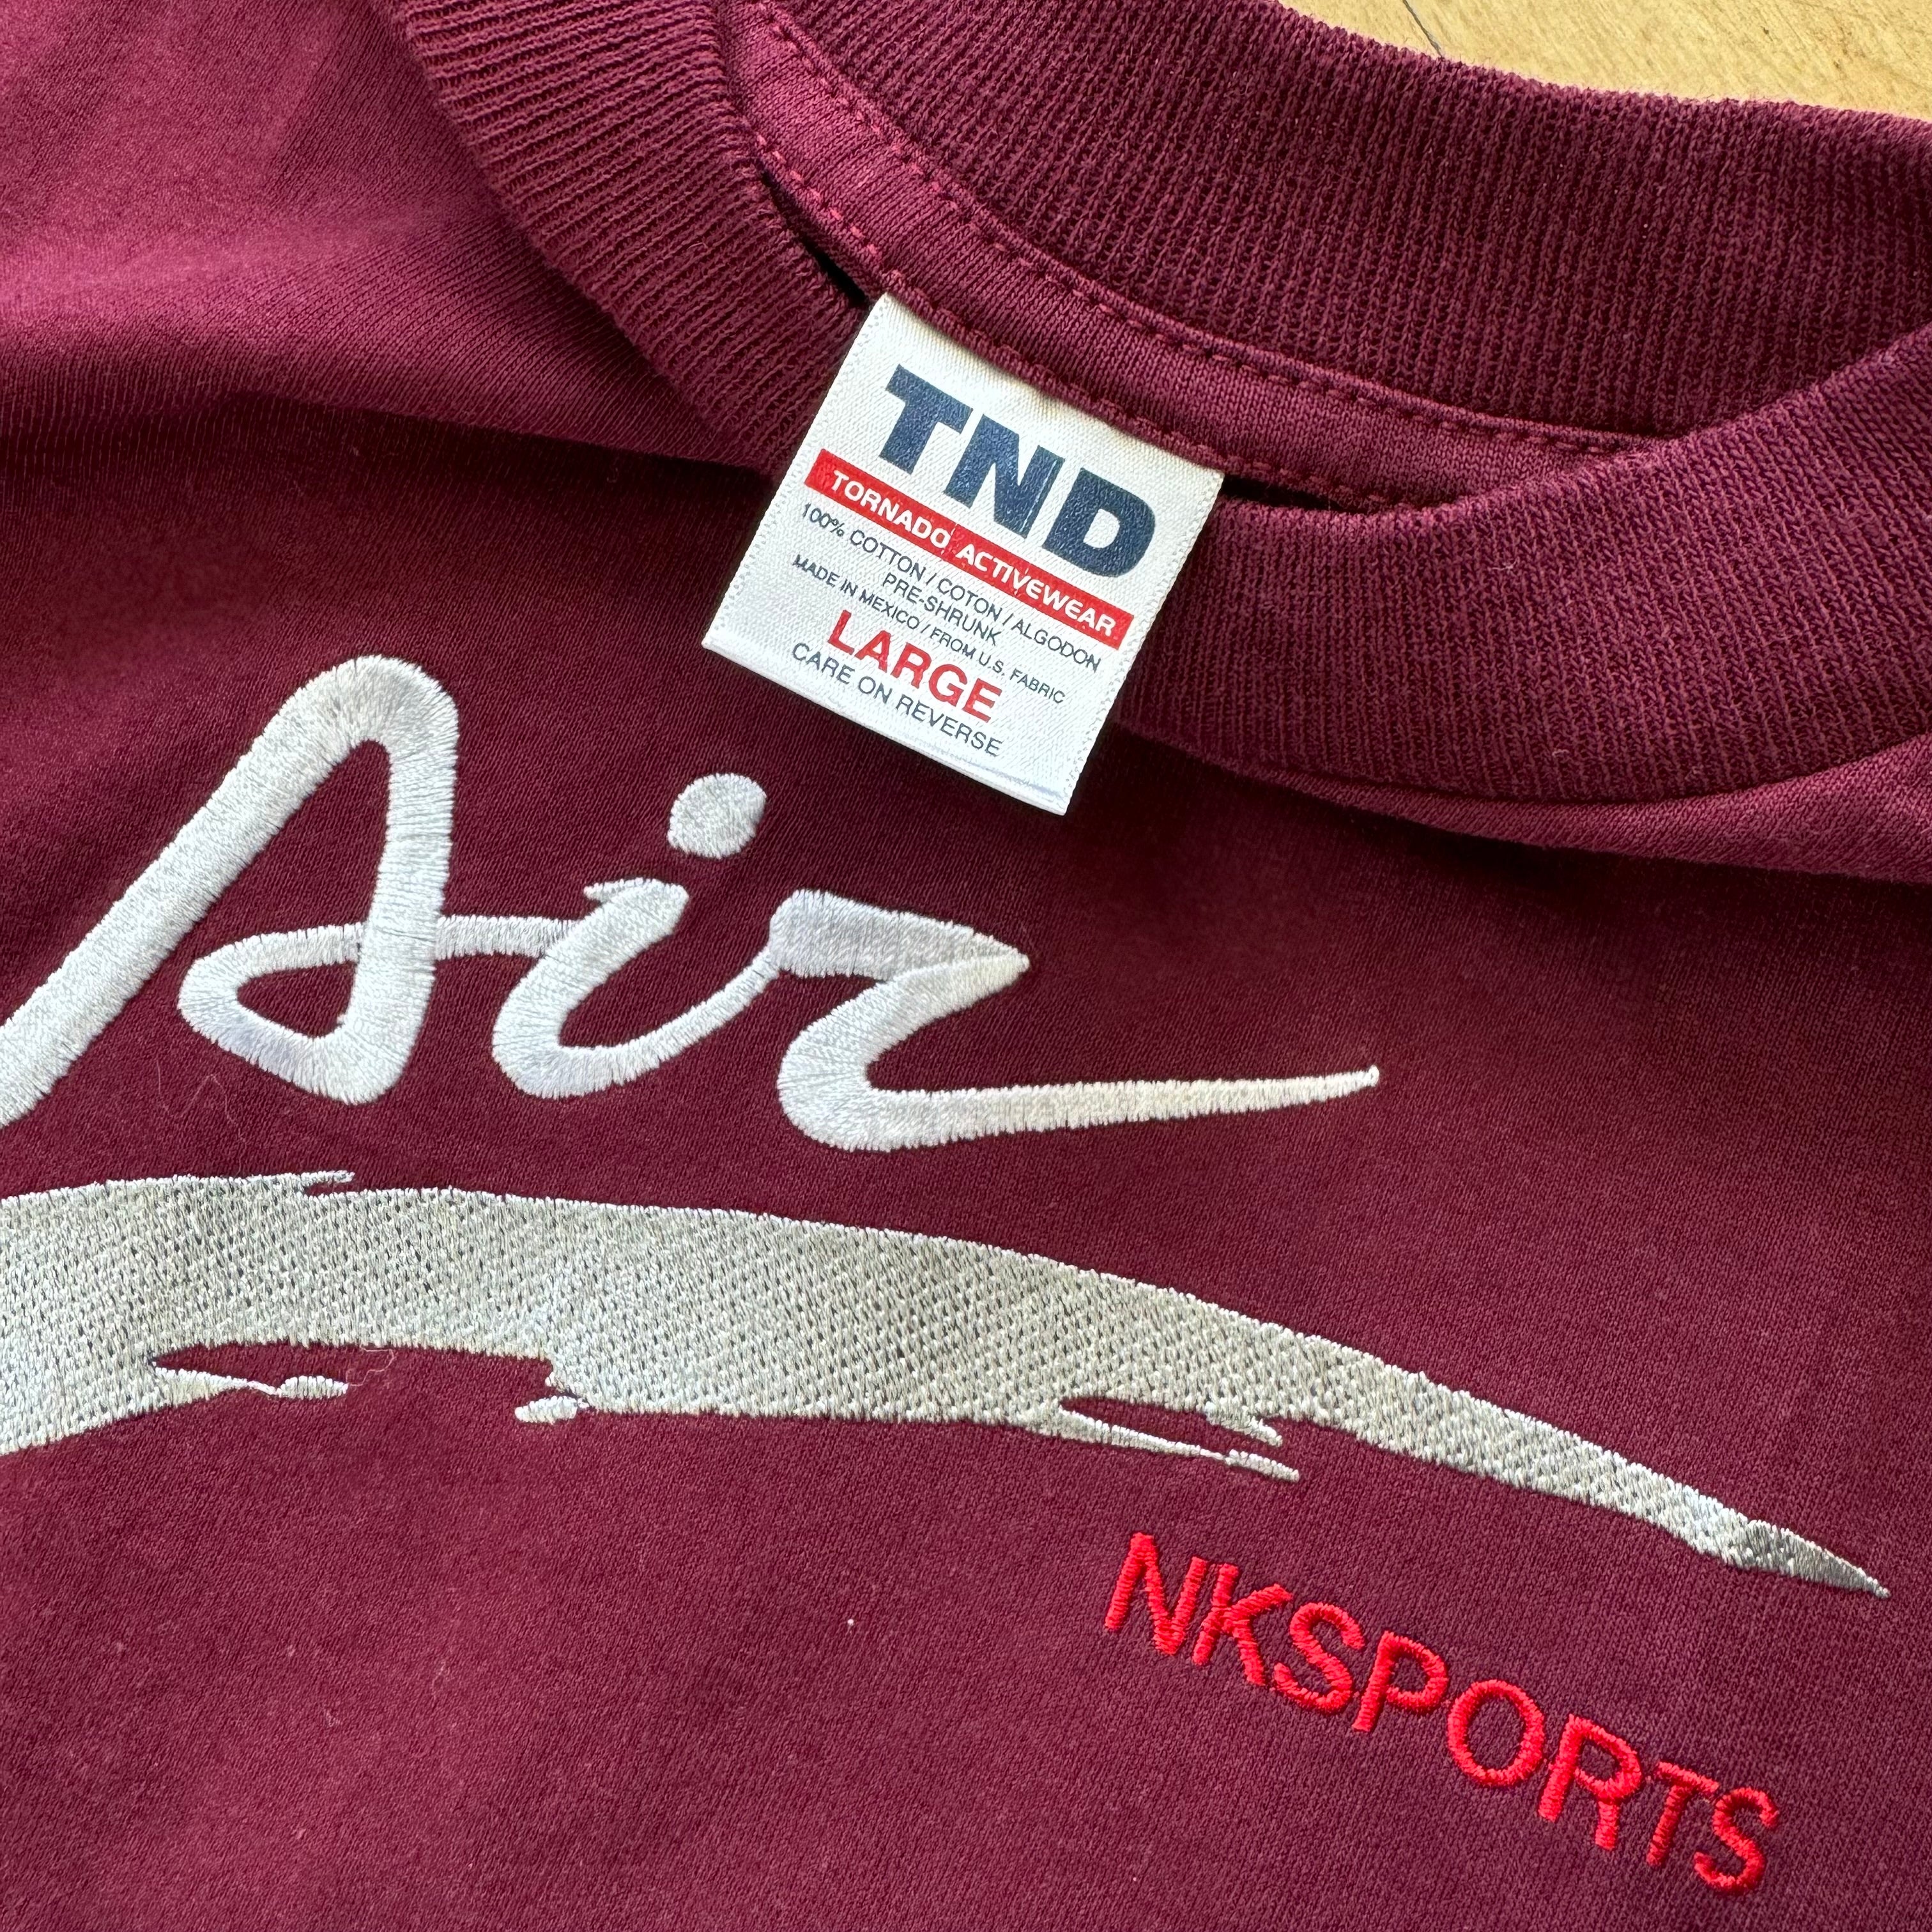 TND
TORNADO ACTIVEWEAR
100% COTTON / COTON / ALGODON
PRE-SHRUNK
MADE IN MEXICO / FROM U.S. FABRIC
LARGE
CARE ON REVERSE
Air
NKSPORTS